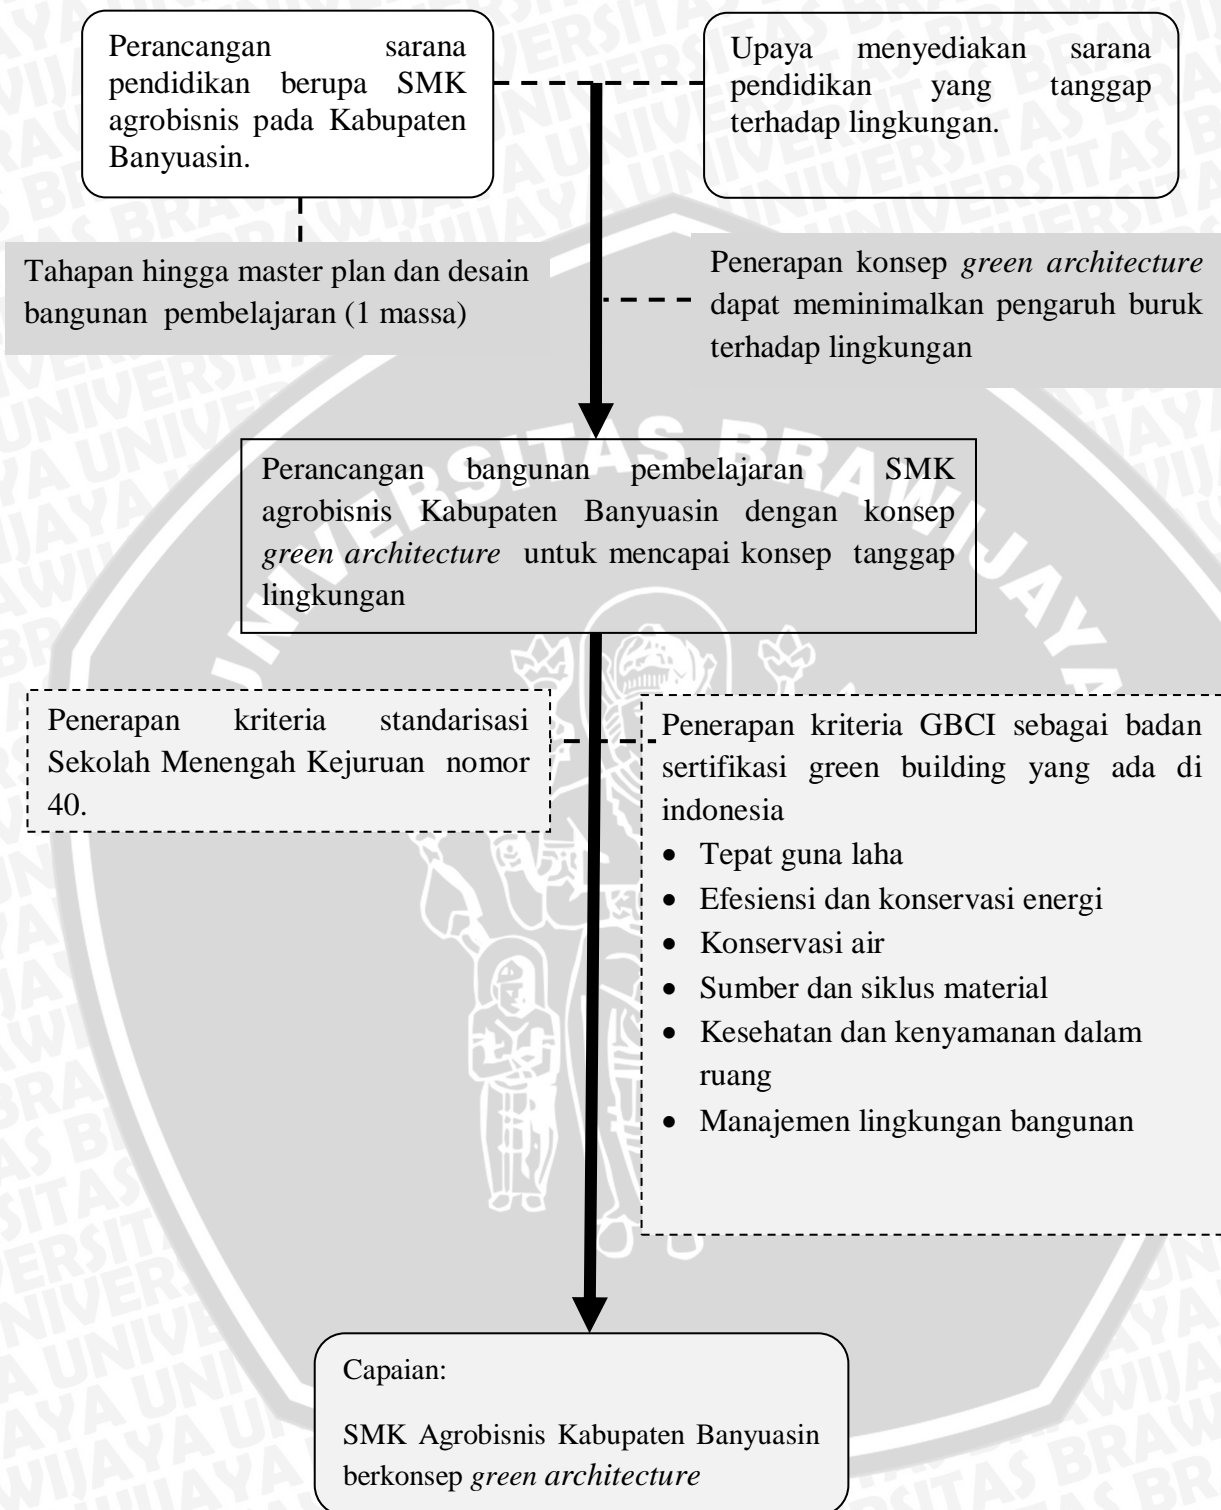 Perancangan sarana
pendidikan berupa SMK
agrobisnis pada Kabupaten
Banyuasin.
Upaya menyediakan sarana
pendidikan yang tanggap
terhadap lingkungan.
Tahapan hingga master plan dan desain
bangunan pembelajaran (1 massa)
Penerapan konsep green architecture
dapat meminimalkan pengaruh buruk
terhadap lingkungan
Perancangan bangunan pembelajaran SMK
agrobisnis Kabupaten Banyuasin dengan konsep
green architecture untuk mencapai konsep tanggap
lingkungan
UNIVERSITAS BRAWIJAYA
Penerapan kriteria standarisasi
Sekolah Menengah Kejuruan nomor
40.
Penerapan kriteria GBCI sebagai badan
sertifikasi green building yang ada di
indonesia
• Tepat guna laha
• Efesiensi dan konservasi energi
• Konservasi air
• Sumber dan siklus material
• Kesehatan dan kenyamanan dalam
ruang
• Manajemen lingkungan bangunan
Capaian:
SMK Agrobisnis Kabupaten Banyuasin
berkonsep green architecture